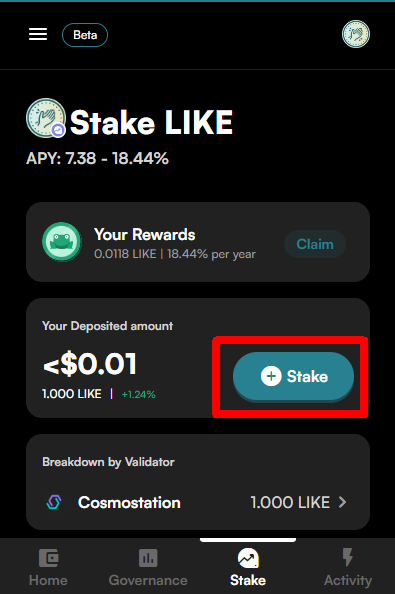 Beta
Stake LIKE
APY: 7.38 - 18.44%
Your Rewards
0.0118 LIKE | 18.44% per year
Claim
Your Deposited amount
<$0.01
1.000 LIKE | +1.24%
Stake
Breakdown by Validator
Cosmostation 1.000 LIKE
Home Governance Stake Activity